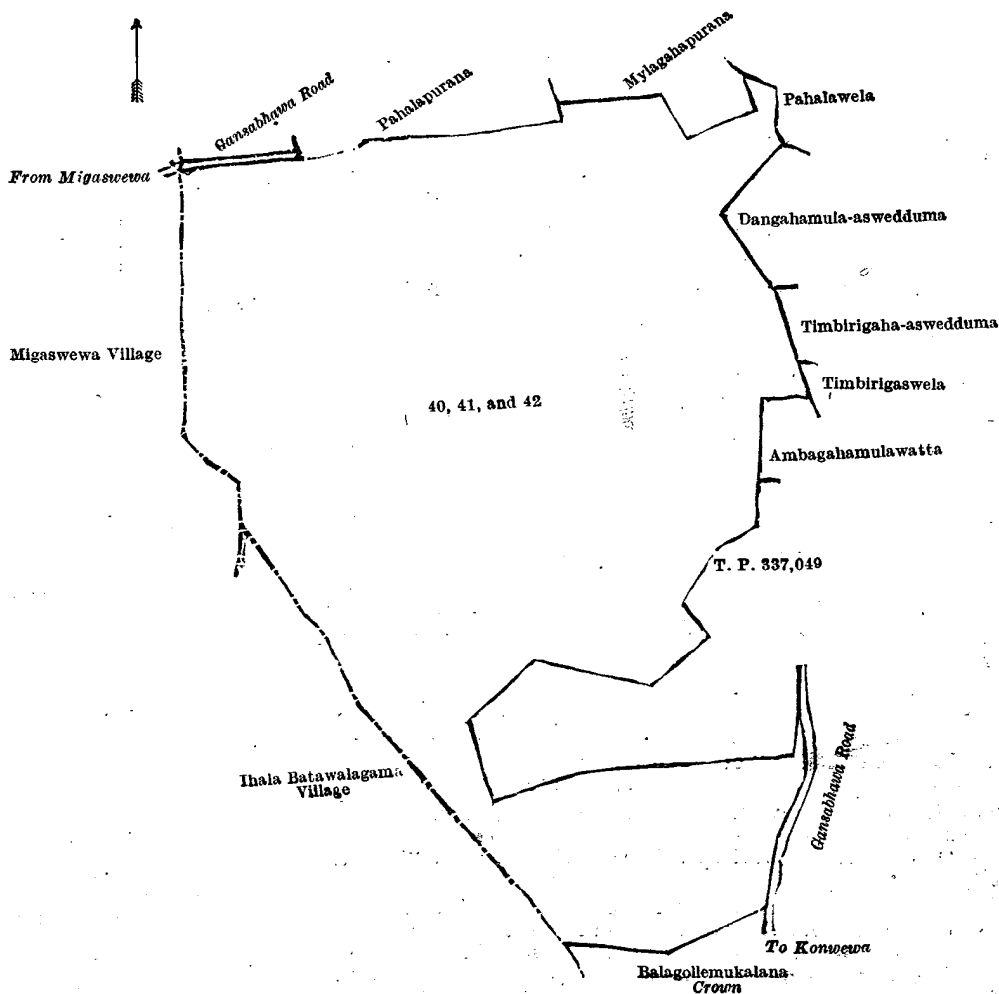 Mylagahapurana
Pahalapurana
Gansabhawa Road
Pahalawela
From Migaswewa
Dangahamula-aswedduma
Timbirigaha-aswedduma
Migaswewa Village
Timbirigaswela
40, 41, and 42
Ambagahamulawatta
T. P. 337,049
Gansabhawa Road
Ihala Batawalagama
Village
To Konwewa
Balagollemukalana
Crown